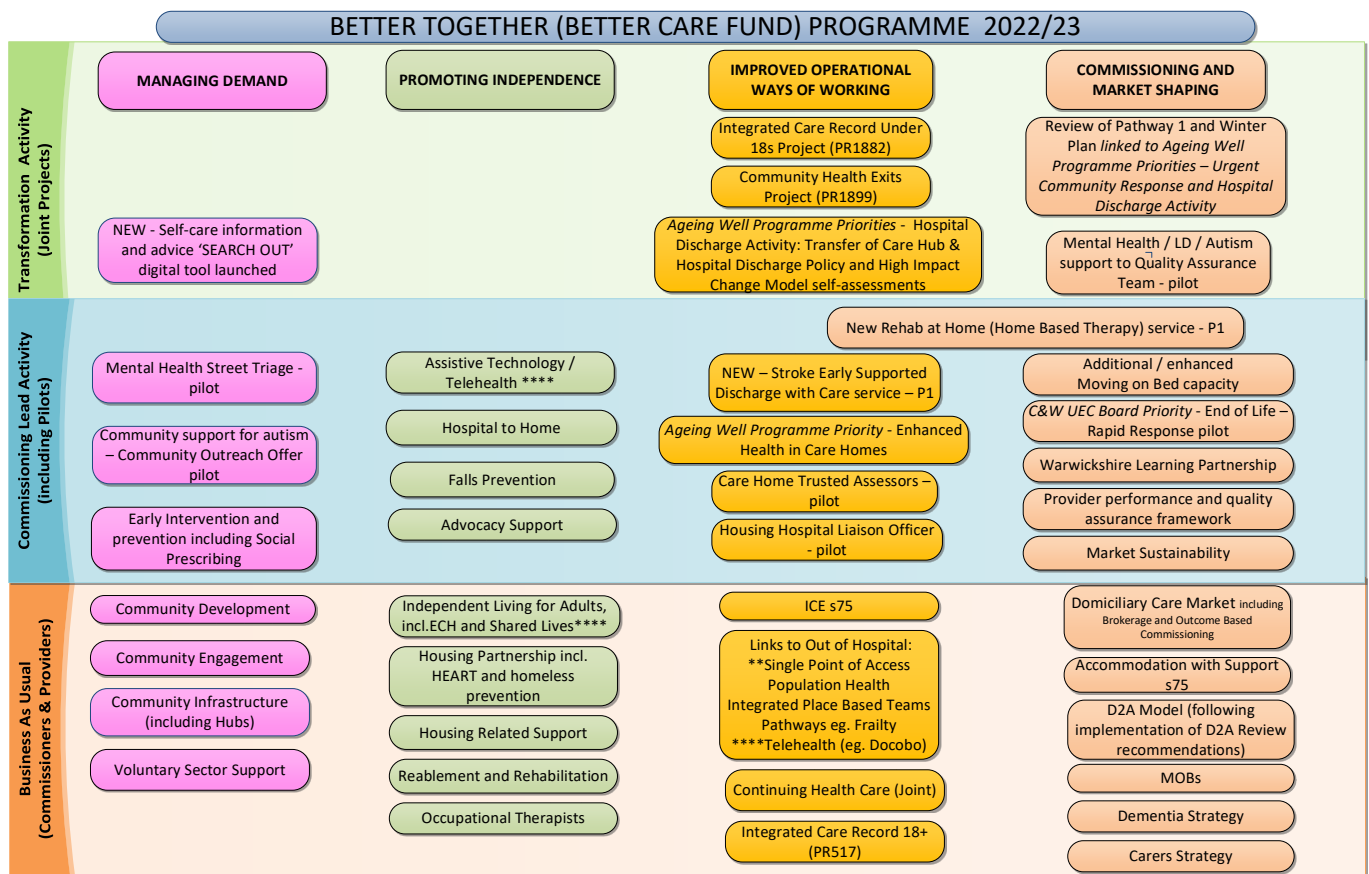 BETTER TOGETHER (BETTER CARE FUND) PROGRAMME 2022/23
Transformation Activity
(Joint Projects)
MANAGING DEMAND
PROMOTING INDEPENDENCE
IMPROVED OPERATIONAL
WAYS OF WORKING
COMMISSIONING AND
MARKET SHAPING
NEW - Self-care information
and advice ‘SEARCH OUT’
digital tool launched
Integrated Care Record Under
18s Project (PR1882)
Community Health Exits
Project (PR1899)
Ageing Well Programme Priorities - Hospital
Discharge Activity: Transfer of Care Hub &
Hospital Discharge Policy and High Impact
Change Model self-assessments
Review of Pathway 1 and Winter
Plan linked to Ageing Well
Programme Priorities – Urgent
Community Response and Hospital
Discharge Activity
Mental Health / LD / Autism
support to Quality Assurance
Team - pilot
Commissioning Lead Activity
(including Pilots)
New Rehab at Home (Home Based Therapy) service - P1
Mental Health Street Triage -
pilot
Community support for autism
– Community Outreach Offer
pilot
Early Intervention and
prevention including Social
Prescribing
Assistive Technology /
Telehealth ****
Hospital to Home
Falls Prevention
Advocacy Support
NEW – Stroke Early Supported
Discharge with Care service – P1
Ageing Well Programme Priority - Enhanced
Health in Care Homes
Care Home Trusted Assessors –
pilot
Housing Hospital Liaison Officer
- pilot
Additional / enhanced
Moving on Bed capacity
C&W UEC Board Priority - End of Life –
Rapid Response pilot
Warwickshire Learning Partnership
Provider performance and quality
assurance framework
Market Sustainability
Business As Usual
(Commissioners & Providers)
Community Development
Community Engagement
Community Infrastructure
(including Hubs)
Voluntary Sector Support
Independent Living for Adults,
incl.ECH and Shared Lives****
Housing Partnership incl.
HEART and homeless
prevention
Housing Related Support
Reablement and Rehabilitation
Occupational Therapists
ICE s75
Links to Out of Hospital:
**Single Point of Access
Population Health
Integrated Place Based Teams
Pathways eg. Frailty
****Telehealth (eg. Docobo)
Continuing Health Care (Joint)
Integrated Care Record 18+
(PR517)
Domiciliary Care Market including
Brokerage and Outcome Based
Commissioning
Accommodation with Support
s75
D2A Model (following
implementation of D2A Review
recommendations)
MOBs
Dementia Strategy
Carers Strategy